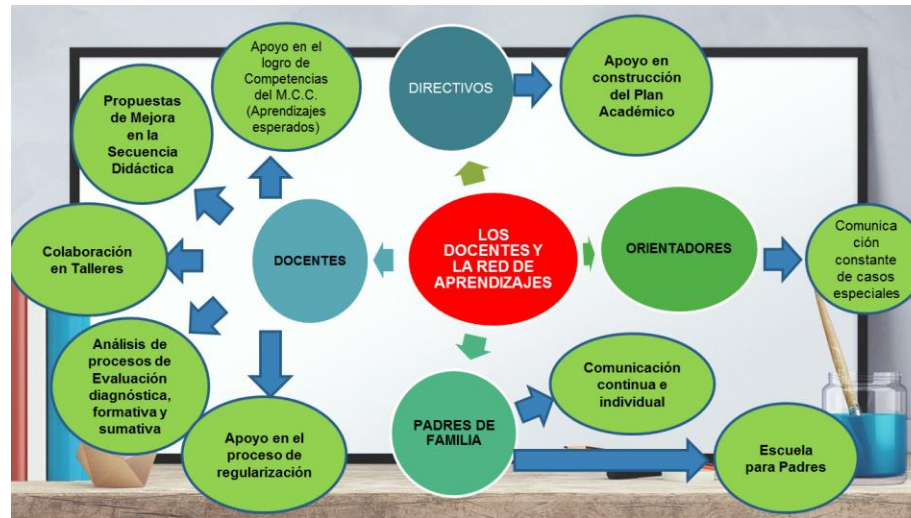 Apoyo en el
logro de
Competencias
del M.C.C.
(Aprendizajes
esperados)
DIRECTIVOS
Apoyo en
construcción
del Plan
Académico
Propuestas
de Mejora
en la
Secuencia
Didáctica
Colaboración
en Talleres
DOCENTES
LOS
DOCENTES Y
LA RED DE
APRENDIZAJES
ORIENTADORES
Comunica
ción
constante
de casos
especiales
Análisis de
procesos de
Evaluación
diagnóstica,
formativa y
sumativa
Apoyo en el
proceso de
regularización
PADRES DE
FAMILIA
Comunicación
continua e
individual
Escuela
para Padres